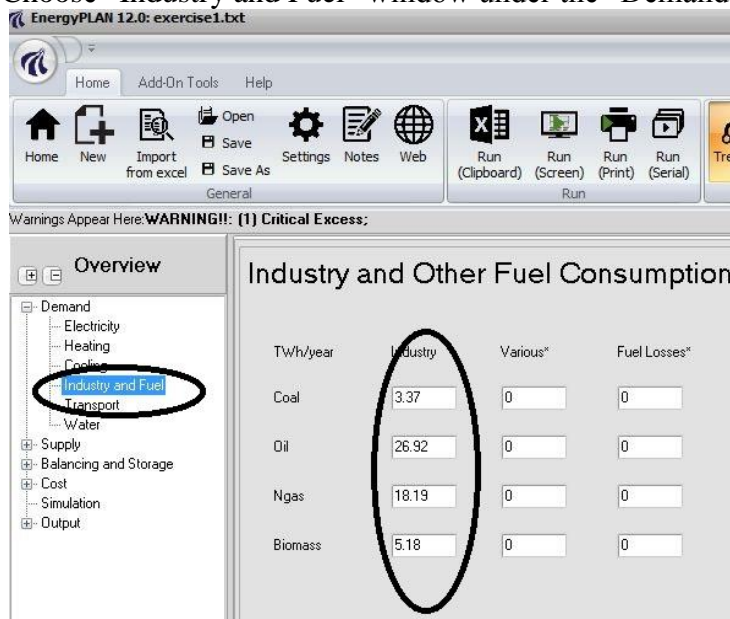 Choose "Industry and Fuel" window under the "Demand
EnergyPLAN 12.0: exercise1.txt
Home Add-On Tools Help
Home
New
Import from excel
Open
Save
Save As
Settings
Notes
Web
Run (Clipboard)
Run (Screen)
Run (Print)
Run (Serial)
General
Run
Warnings Appear Here:WARNING!!: (1) Critical Excess;
Overview
Demand
Electricity
Heating
Cooling
Industry and Fuel
Transport
Water
Supply
Balancing and Storage
Cost
Simulation
Output
Industry and Other Fuel Consumption
TWh/year Industry Various* Fuel Losses*
Coal 3.37 0 0
Oil 26.92 0 0
Ngas 18.19 0 0
Biomass 5.18 0 0